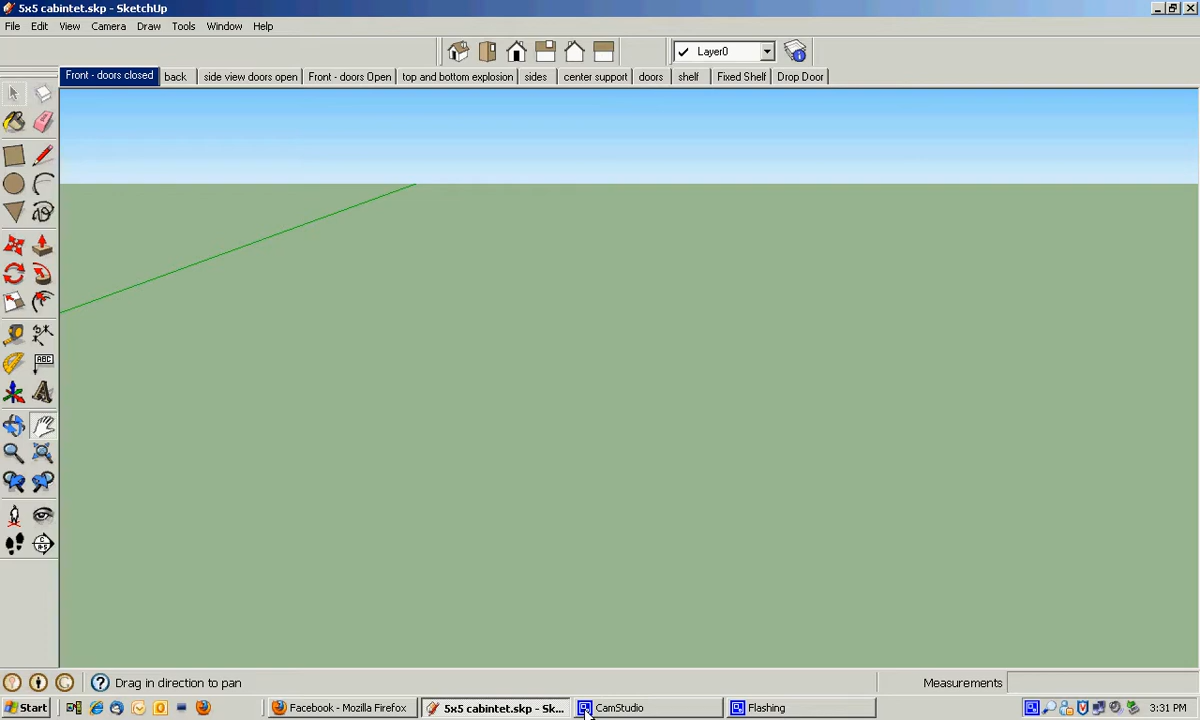 5x5 cabintet.skp - SketchUp
File Edit View Camera Draw Tools Window Help
Layer0
Front - doors closed back side view doors open Front - doors Open top and bottom explosion sides center support doors shelf Fixed Shelf Drop Door
ABC
Drag in direction to pan Measurements
Start Facebook - Mozilla Firefox 5x5 cabintet.skp - Sk... CamStudio Flashing 3:31 PM